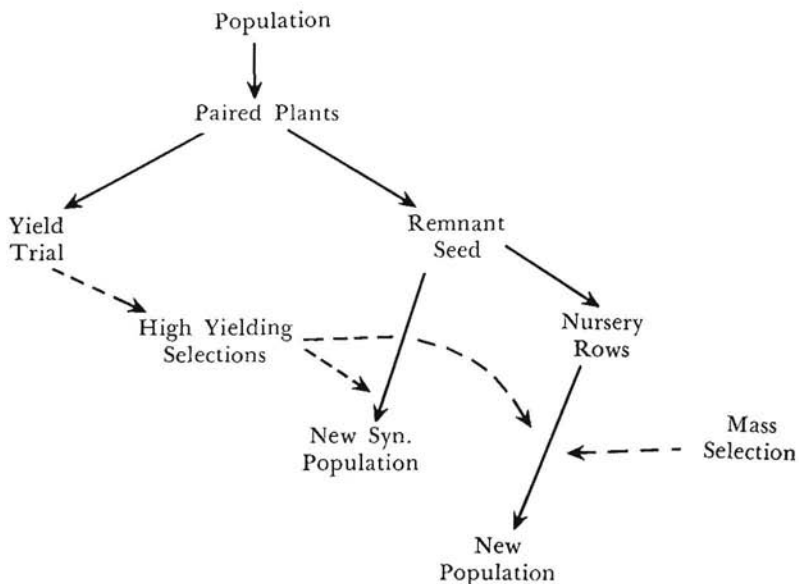 Population
Paired Plants
Yield
Trial
Remnant
Seed
High Yielding
Selections
Nursery
Rows
New Syn.
Population
Mass
Selection
New
Population